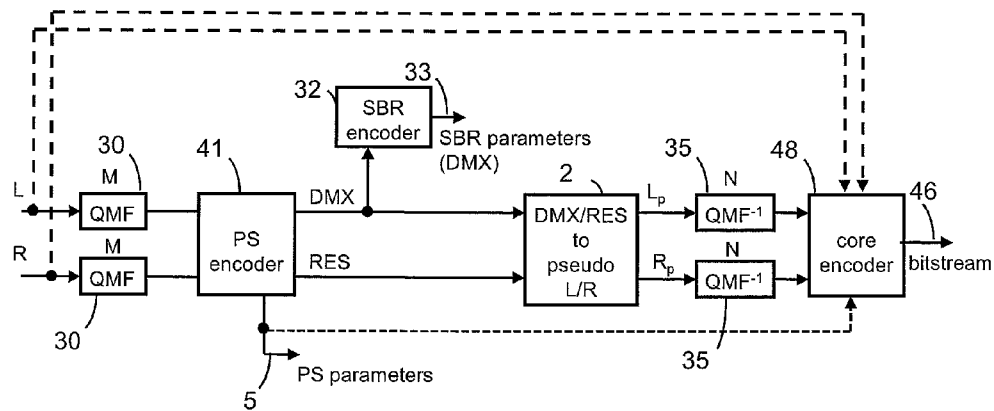 32
33
SBR
encoder
SBR parameters
(DMX)
30
41
2
35
48
46
L
M
QMF
R
M
QMF
30
PS
encoder
DMX
RES
DMX/RES
to
pseudo
L/R
Lp
Rp
N
QMF-1
N
QMF-1
35
core
encoder
bitstream
5
PS parameters